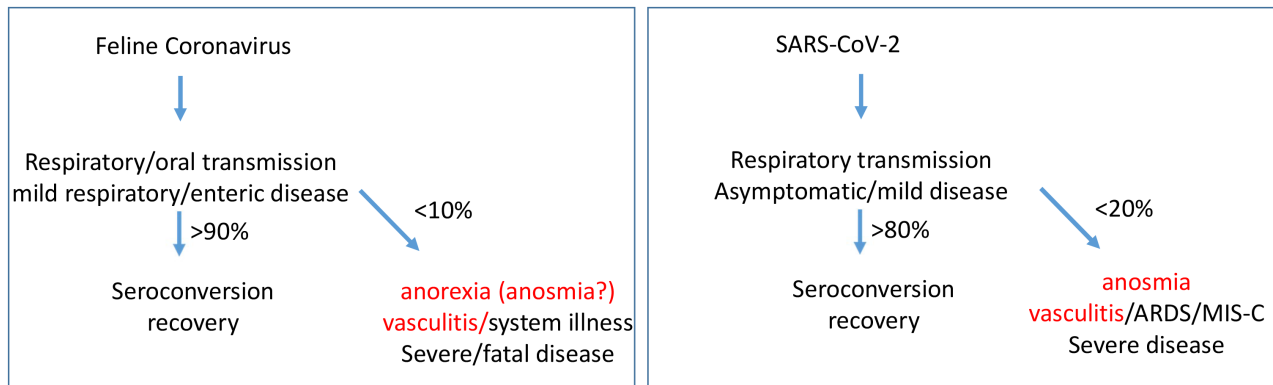 Feline Coronavirus
Respiratory/oral transmission
mild respiratory/enteric disease
>90%
<10%
Seroconversion
recovery
anorexia (anosmia?)
vasculitis/system illness
Severe/fatal disease
SARS-CoV-2
Respiratory transmission
Asymptomatic/mild disease
>80%
<20%
Seroconversion
recovery
anosmia
vasculitis/ARDS/MIS-C
Severe disease